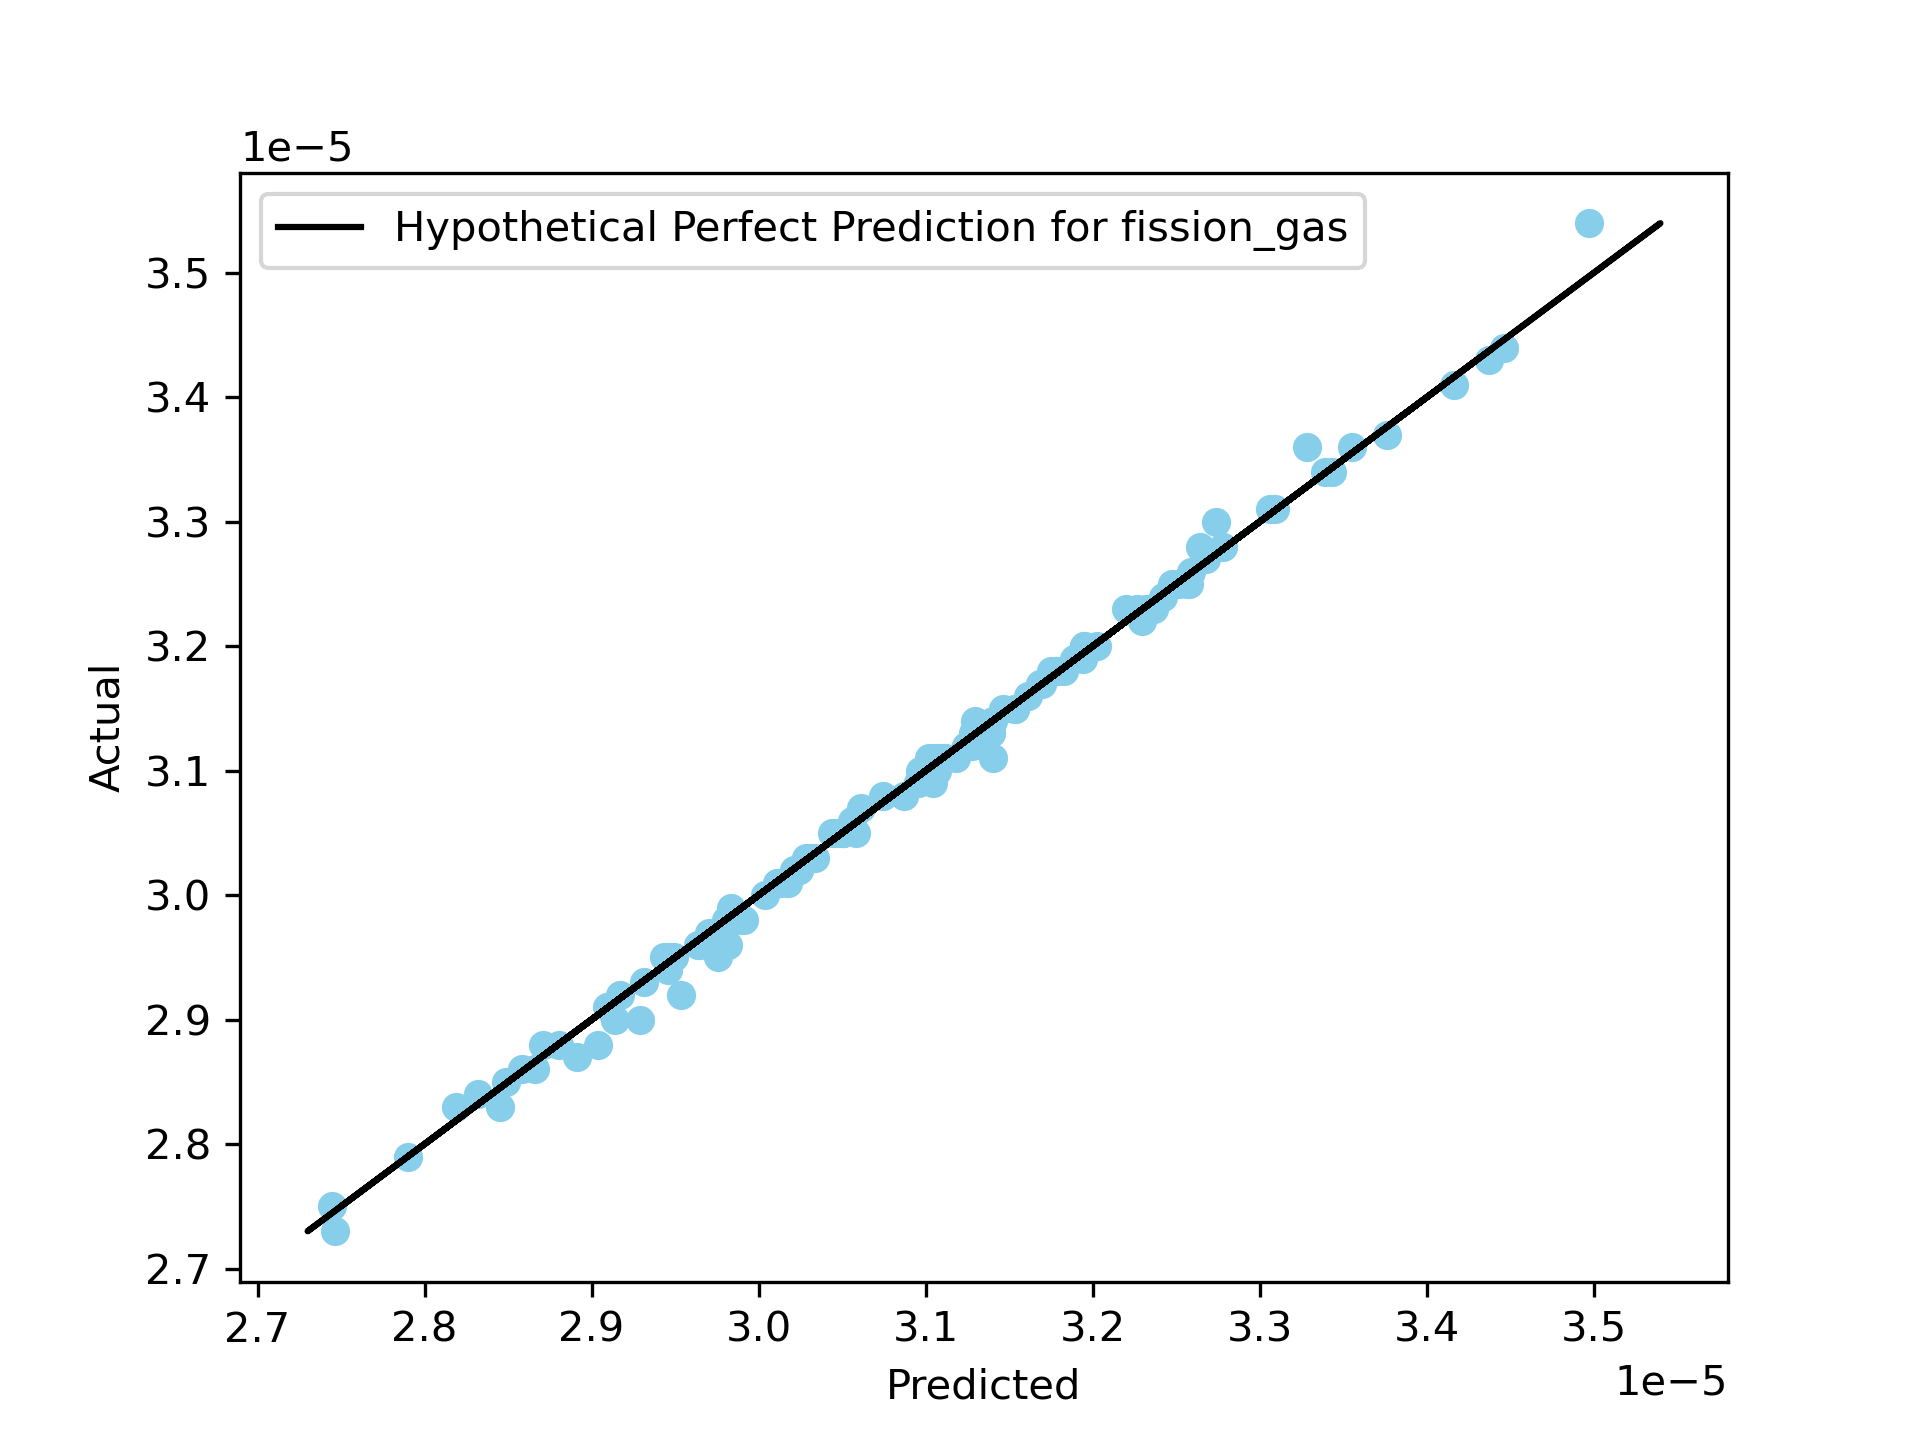 1e−5
Hypothetical Perfect Prediction for fission_gas
3.5
3.4
3.3
3.2
3.1
3.0
2.9
2.8
2.7
Actual
2.7 2.8 2.9 3.0 3.1 3.2 3.3 3.4 3.5
Predicted
1e−5